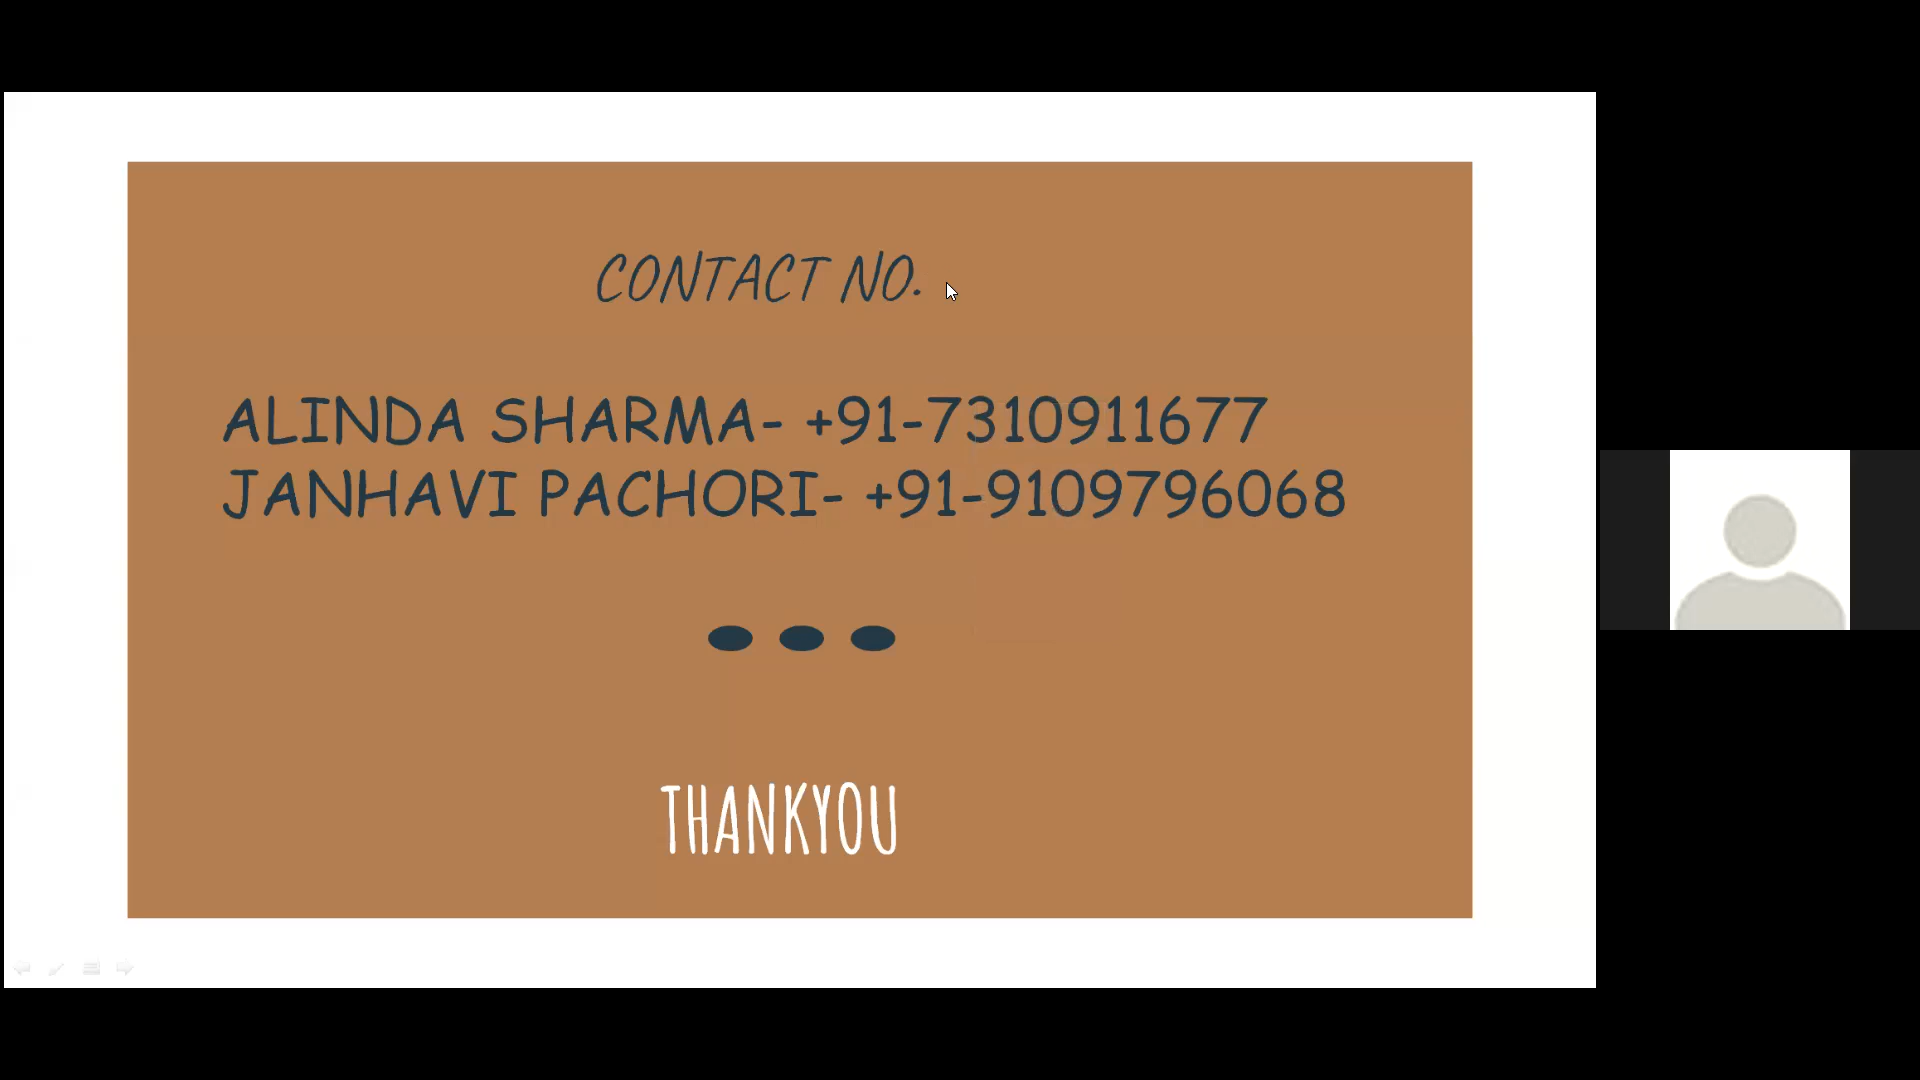 CONTACT NO.
ALINDA SHARMA- +91-7310911677
JANHAVI PACHORI- +91-9109796068
THANKYOU